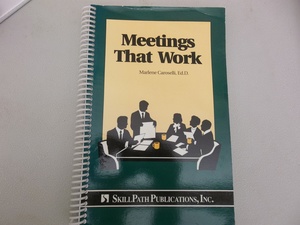 Meetings
That Work
Marlene Caroselli, Ed.D.
SKILLPATH PUBLICATIONS, INC.